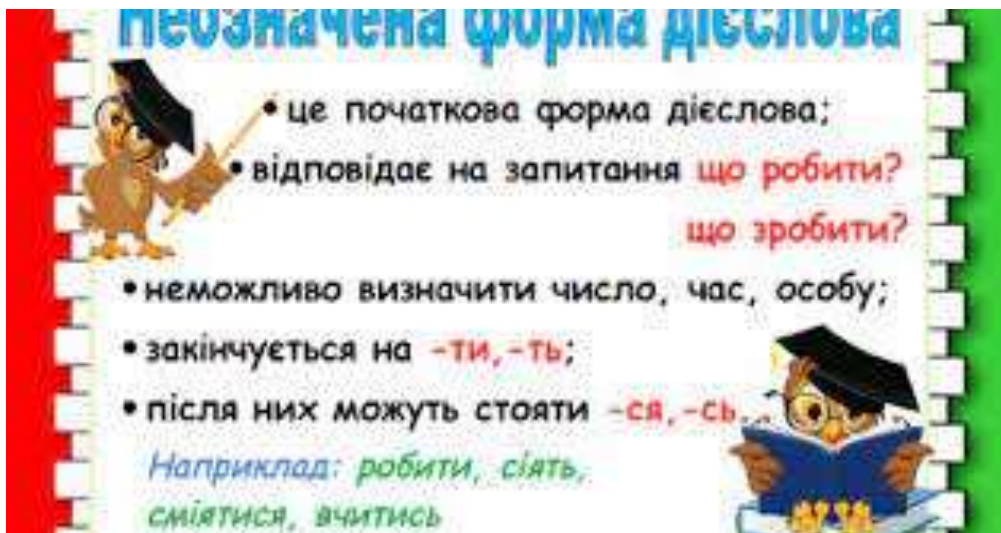 Неозначена форма дієслова
• це початкова форма дієслова;
• відповідає на запитання що робити?
що зробити?
• неможливо визначити число, час, особу;
• закінчується на -ти,-ть;
• після них можуть стояти -ся,-сь.
Наприклад: робити, сіять,
сміятися, вчитись